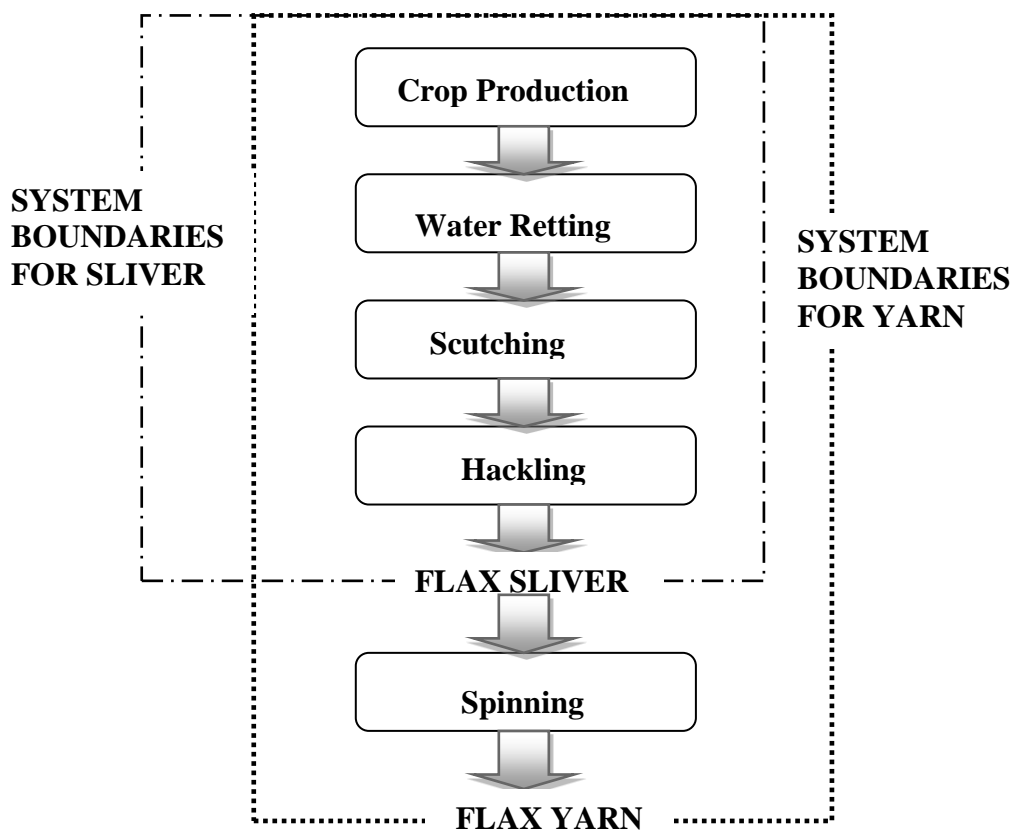 Crop Production
SYSTEM
BOUNDARIES
FOR SLIVER
Water Retting
SYSTEM
BOUNDARIES
FOR YARN
Scutching
Hackling
FLAX SLIVER
Spinning
FLAX YARN